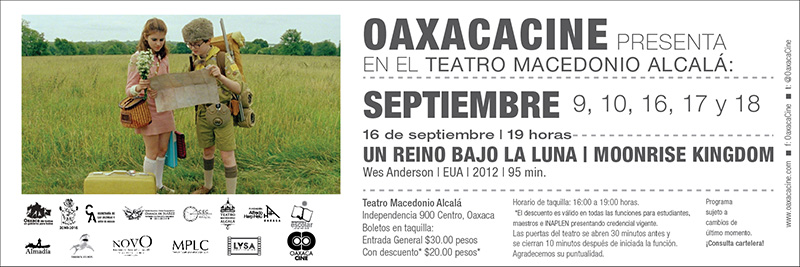 OAXACACINE PRESENTA
EN EL TEATRO MACEDONIO ALCALÁ:
SEPTIEMBRE 9, 10, 16, 17 y 18
16 de septiembre | 19 horas
UN REINO BAJO LA LUNA | MOONRISE KINGDOM
Wes Anderson | EUA | 2012 | 95 min.
Teatro Macedonio Alcalá
Independencia 900 Centro, Oaxaca
Boletos en taquilla:
Entrada General $30.00 pesos
Con descuento* $20.00 pesos*
Horario de taquilla: 16:00 a 19:00 horas.
*El descuento es válido en todas las funciones para estudiantes,
maestros e INAPLEN presentando credencial vigente.
Las puertas del teatro se abren 30 minutos antes y
se cierran 10 minutos después de iniciada la función.
Agradecemos su puntualidad.
Programa
sujeto a
cambios de
último momento.
¡Consulta cartelera!
www.oaxacacine.com f: OaxacaCine t: @OaxacaCine
Almadía
NOVO
MPLC
LVSA
OAXACA
CINE